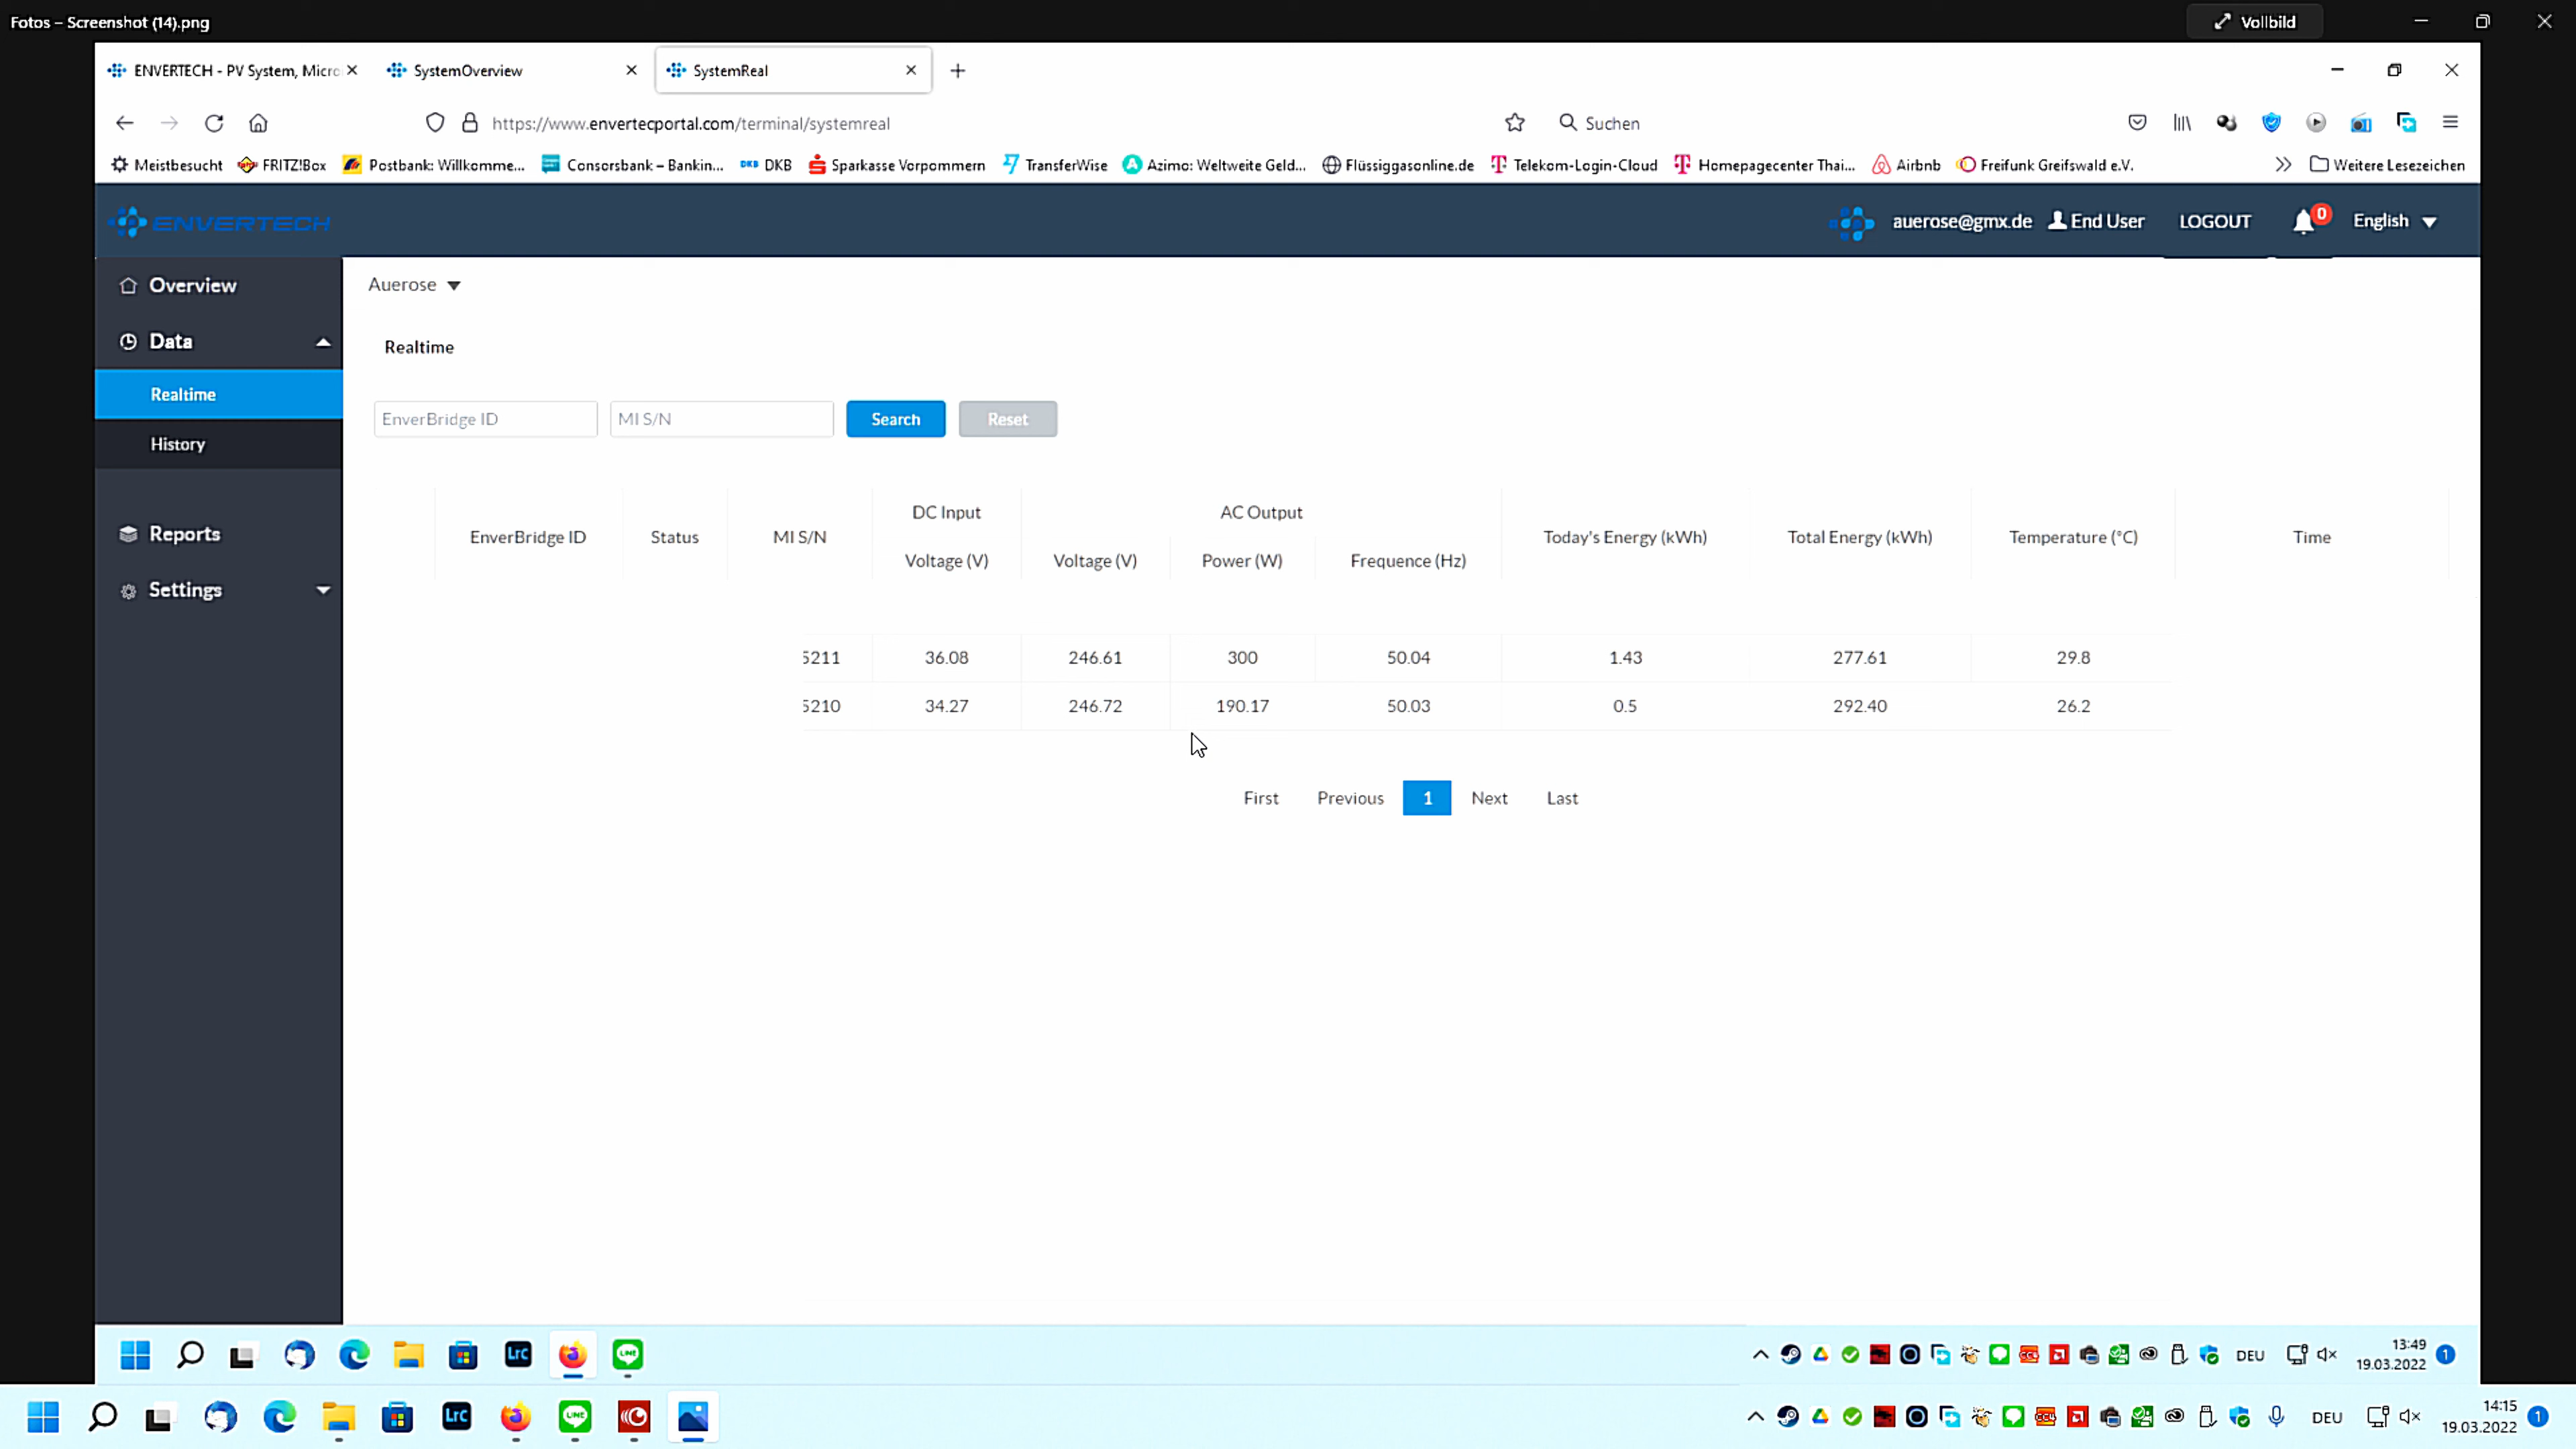 Fotos – Screenshot (14).png
Vollbild
ENVERTECH - PV System, Micro
SystemOverview
SystemReal
https://www.envertecportal.com/terminal/systemreal
Suchen
Meistbesucht
FRITZ!Box
Postbank: Willkomme...
Consorsbank – Bankin...
DKB DKB
Sparkasse Vorpommern
TransferWise
Azimo: Weltweite Geld...
Flüssiggasonline.de
Telekom-Login-Cloud
Homepagecenter Thai...
Airbnb
Freifunk Greifswald e.V.
Weitere Lesezeichen
ENVERTECH
auerose@gmx.de
End User
LOGOUT
0
English
Overview
Data
Realtime
History
Reports
Settings
Auerose
Realtime
EnverBridge ID
MI S/N
Search
Reset
EnverBridge ID
Status
MI S/N
DC Input
Voltage (V)
AC Output
Voltage (V)
Power (W)
Frequence (Hz)
Today's Energy (kWh)
Total Energy (kWh)
Temperature (°C)
Time
5211 36.08 246.61 300 50.04 1.43 277.61 29.8
5210 34.27 246.72 190.17 50.03 0.5 292.40 26.2
First Previous 1 Next Last
Lrc
LINE
DEU
13:49
19.03.2022
1
Lrc
LINE
DEU
14:15
19.03.2022
1